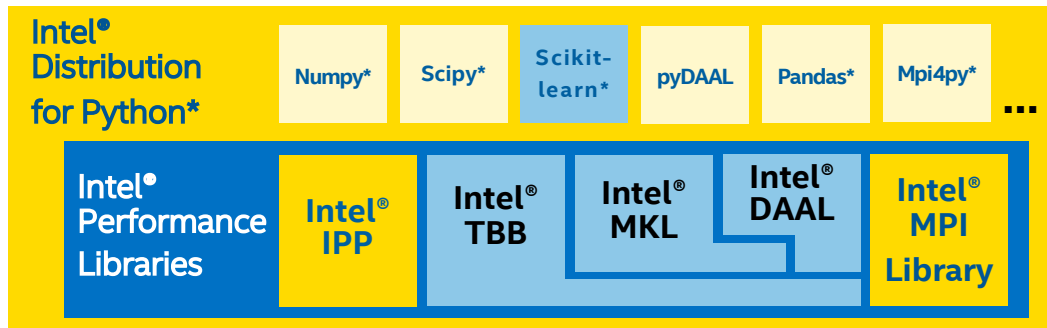 Intel®
Distribution
for Python*
Numpy*
Scipy*
Scikit-
learn*
pyDAAL
Pandas*
Mpi4py*
...
Intel®
Performance
Libraries
Intel®
IPP
Intel®
TBB
Intel®
MKL
Intel®
DAAL
Intel®
MPI
Library